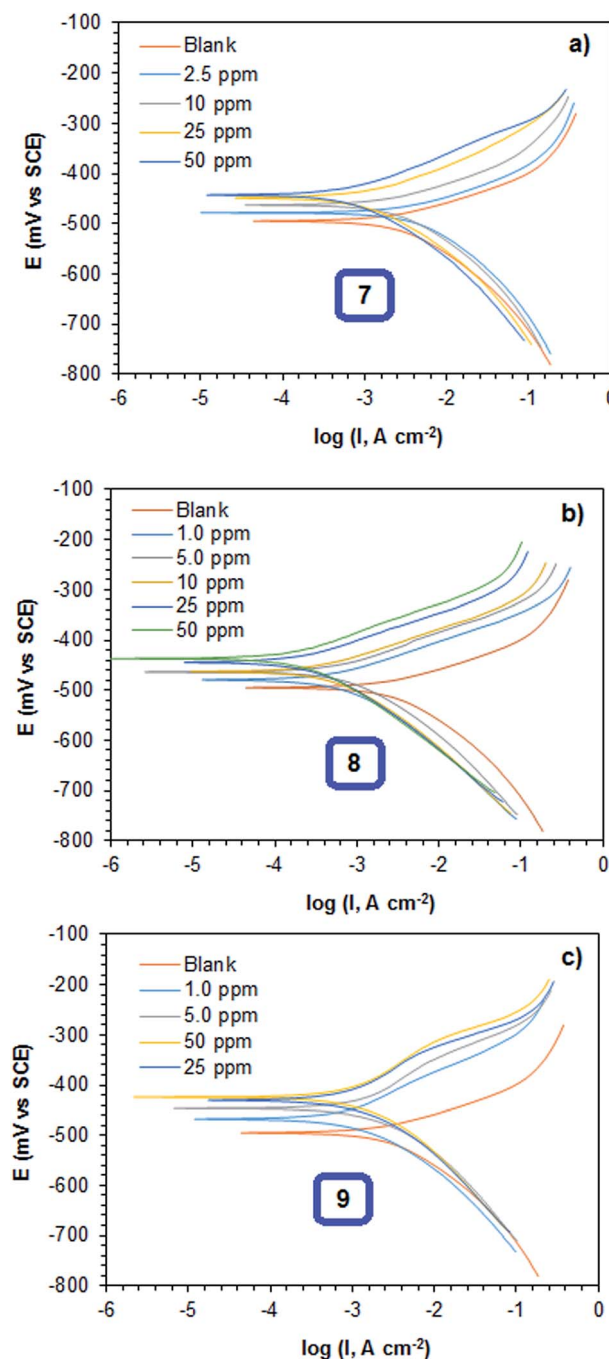 a)
Blank
2.5 ppm
10 ppm
25 ppm
50 ppm
7
E (mV vs SCE)
-100
-200
-300
-400
-500
-600
-700
-800
-6 -5 -4 -3 -2 -1 0
log (I, A cm-2)
b)
Blank
1.0 ppm
5.0 ppm
10 ppm
25 ppm
50 ppm
8
E (mV vs SCE)
-100
-200
-300
-400
-500
-600
-700
-800
-6 -5 -4 -3 -2 -1 0
log (I, A cm-2)
c)
Blank
1.0 ppm
5.0 ppm
50 ppm
25 ppm
9
E (mV vs SCE)
-100
-200
-300
-400
-500
-600
-700
-800
-6 -5 -4 -3 -2 -1 0
log (I, A cm-2)